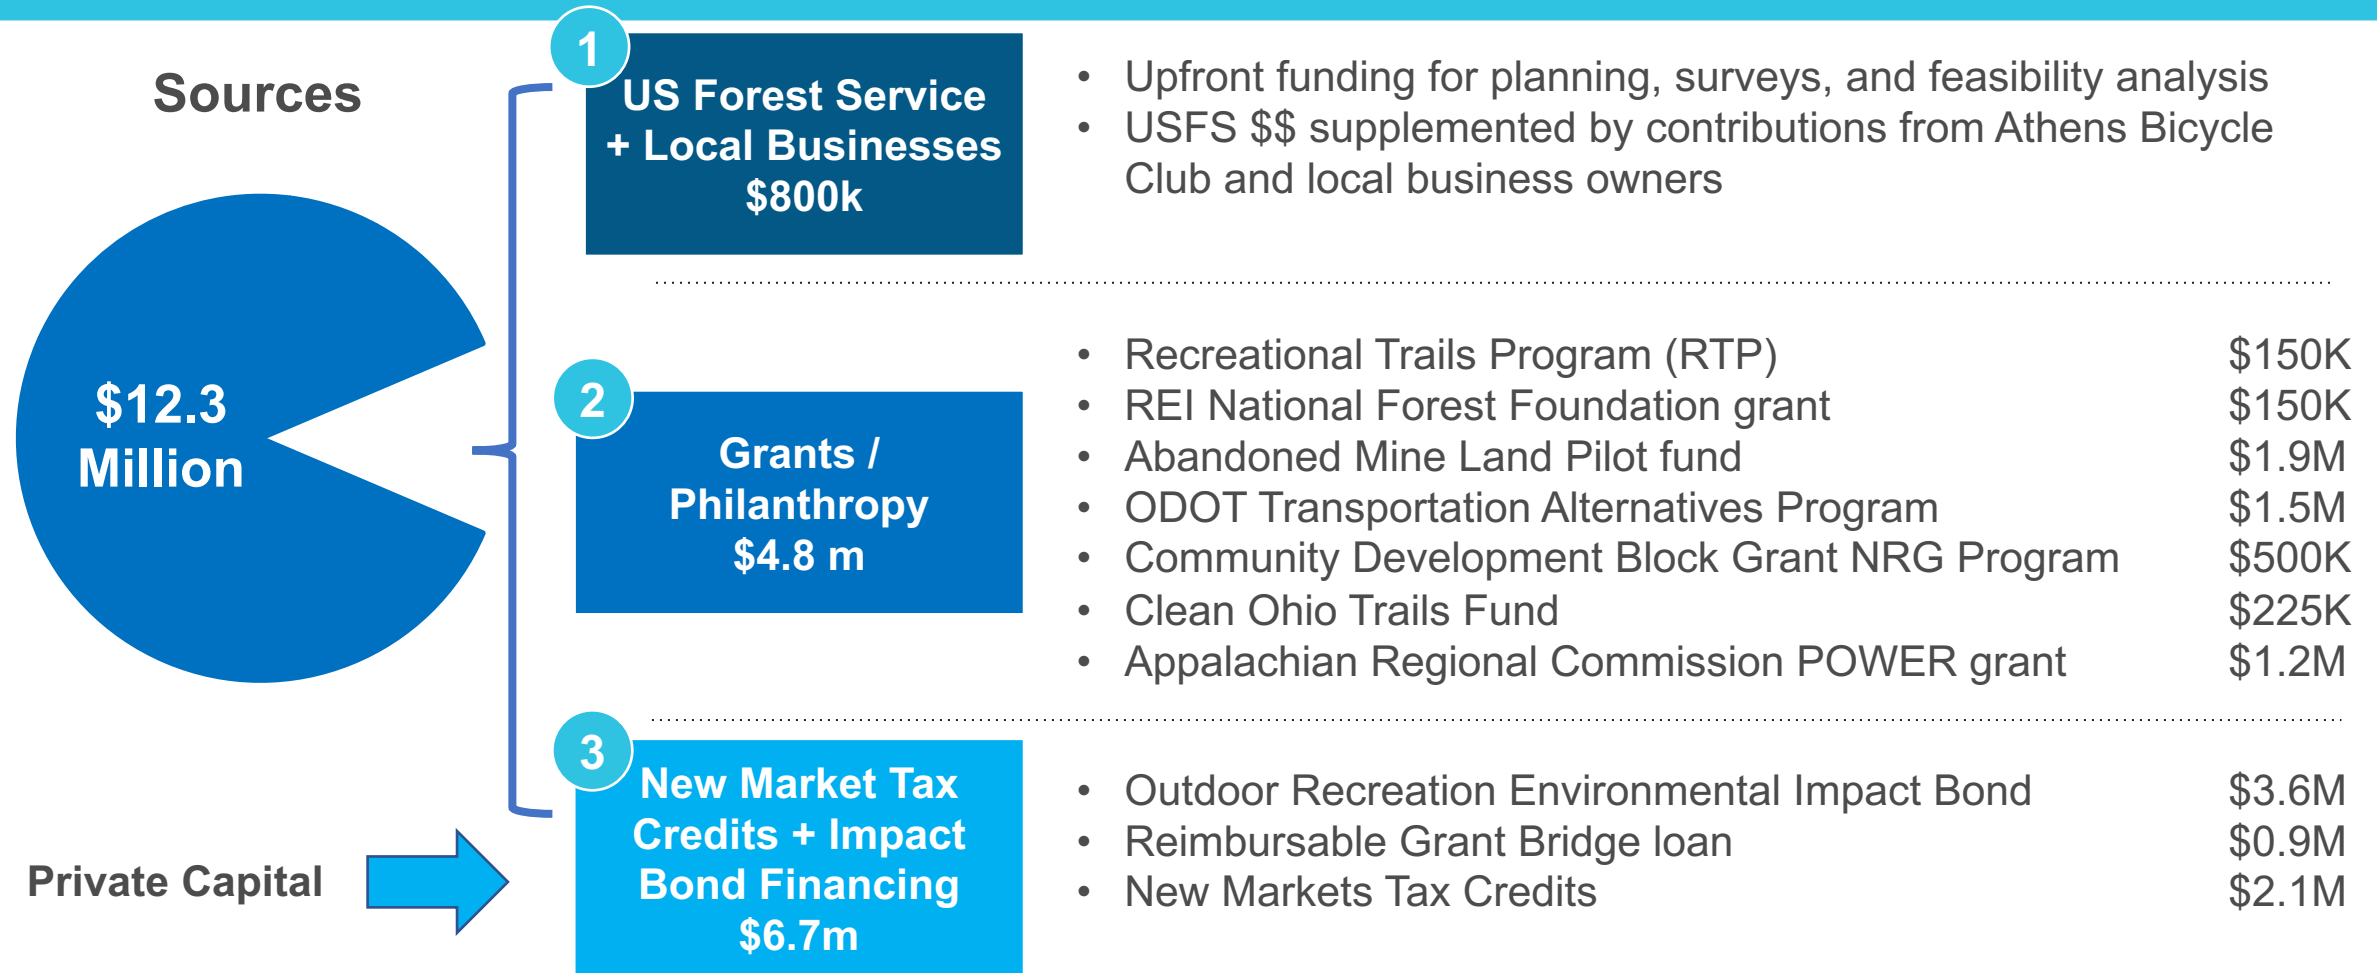 Sources
$12.3
Million
Private Capital
1
US Forest Service
+ Local Businesses
$800k
• Upfront funding for planning, surveys, and feasibility analysis
• USFS $$ supplemented by contributions from Athens Bicycle
Club and local business owners
2
Grants /
Philanthropy
$4.8 m
• Recreational Trails Program (RTP) $150K
• REI National Forest Foundation grant $150K
• Abandoned Mine Land Pilot fund $1.9M
• ODOT Transportation Alternatives Program $1.5M
• Community Development Block Grant NRG Program $500K
• Clean Ohio Trails Fund $225K
• Appalachian Regional Commission POWER grant $1.2M
3
New Market Tax
Credits + Impact
Bond Financing
$6.7m
• Outdoor Recreation Environmental Impact Bond $3.6M
• Reimbursable Grant Bridge loan $0.9M
• New Markets Tax Credits $2.1M